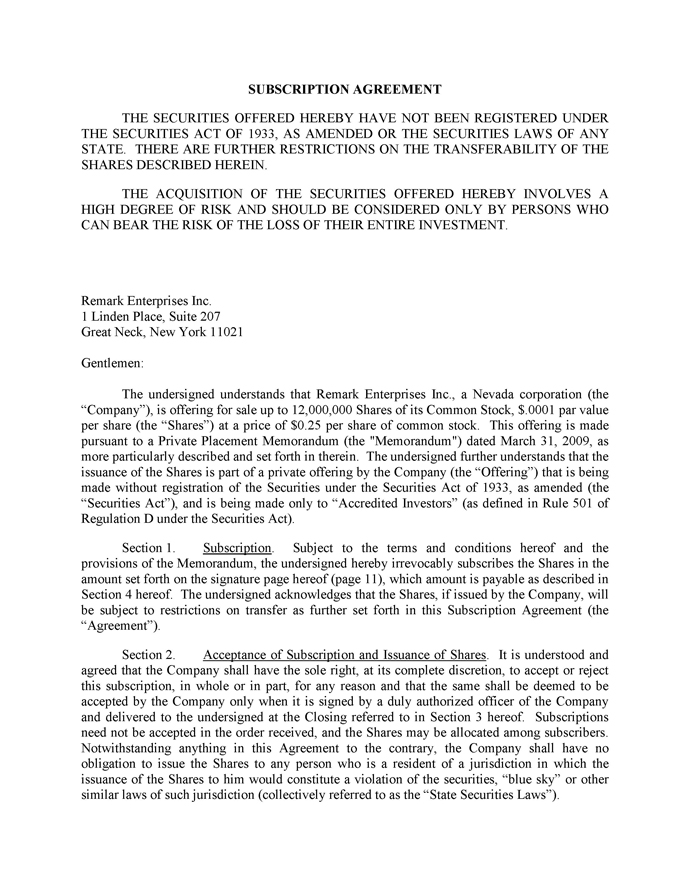 SUBSCRIPTION AGREEMENT
THE SECURITIES OFFERED HEREBY HAVE NOT BEEN REGISTERED UNDER
THE SECURITIES ACT OF 1933, AS AMENDED OR THE SECURITIES LAWS OF ANY
STATE. THERE ARE FURTHER RESTRICTIONS ON THE TRANSFERABILITY OF THE
SHARES DESCRIBED HEREIN.
THE ACQUISITION OF THE SECURITIES OFFERED HEREBY INVOLVES A
HIGH DEGREE OF RISK AND SHOULD BE CONSIDERED ONLY BY PERSONS WHO
CAN BEAR THE RISK OF THE LOSS OF THEIR ENTIRE INVESTMENT.
Remark Enterprises Inc.
1 Linden Place, Suite 207
Great Neck, New York 11021
Gentlemen:
The undersigned understands that Remark Enterprises Inc., a Nevada corporation (the
“Company”), is offering for sale up to 12,000,000 Shares of its Common Stock, $.0001 par value
per share (the “Shares”) at a price of $0.25 per share of common stock. This offering is made
pursuant to a Private Placement Memorandum (the "Memorandum") dated March 31, 2009, as
more particularly described and set forth in therein. The undersigned further understands that the
issuance of the Shares is part of a private offering by the Company (the “Offering”) that is being
made without registration of the Securities under the Securities Act of 1933, as amended (the
“Securities Act”), and is being made only to “Accredited Investors” (as defined in Rule 501 of
Regulation D under the Securities Act).
Section 1. Subscription. Subject to the terms and conditions hereof and the
provisions of the Memorandum, the undersigned hereby irrevocably subscribes the Shares in the
amount set forth on the signature page hereof (page 11), which amount is payable as described in
Section 4 hereof. The undersigned acknowledges that the Shares, if issued by the Company, will
be subject to restrictions on transfer as further set forth in this Subscription Agreement (the
“Agreement”).
Section 2. Acceptance of Subscription and Issuance of Shares. It is understood and
agreed that the Company shall have the sole right, at its complete discretion, to accept or reject
this subscription, in whole or in part, for any reason and that the same shall be deemed to be
accepted by the Company only when it is signed by a duly authorized officer of the Company
and delivered to the undersigned at the Closing referred to in Section 3 hereof. Subscriptions
need not be accepted in the order received, and the Shares may be allocated among subscribers.
Notwithstanding anything in this Agreement to the contrary, the Company shall have no
obligation to issue the Shares to any person who is a resident of a jurisdiction in which the
issuance of the Shares to him would constitute a violation of the securities, “blue sky” or other
similar laws of such jurisdiction (collectively referred to as the “State Securities Laws”).